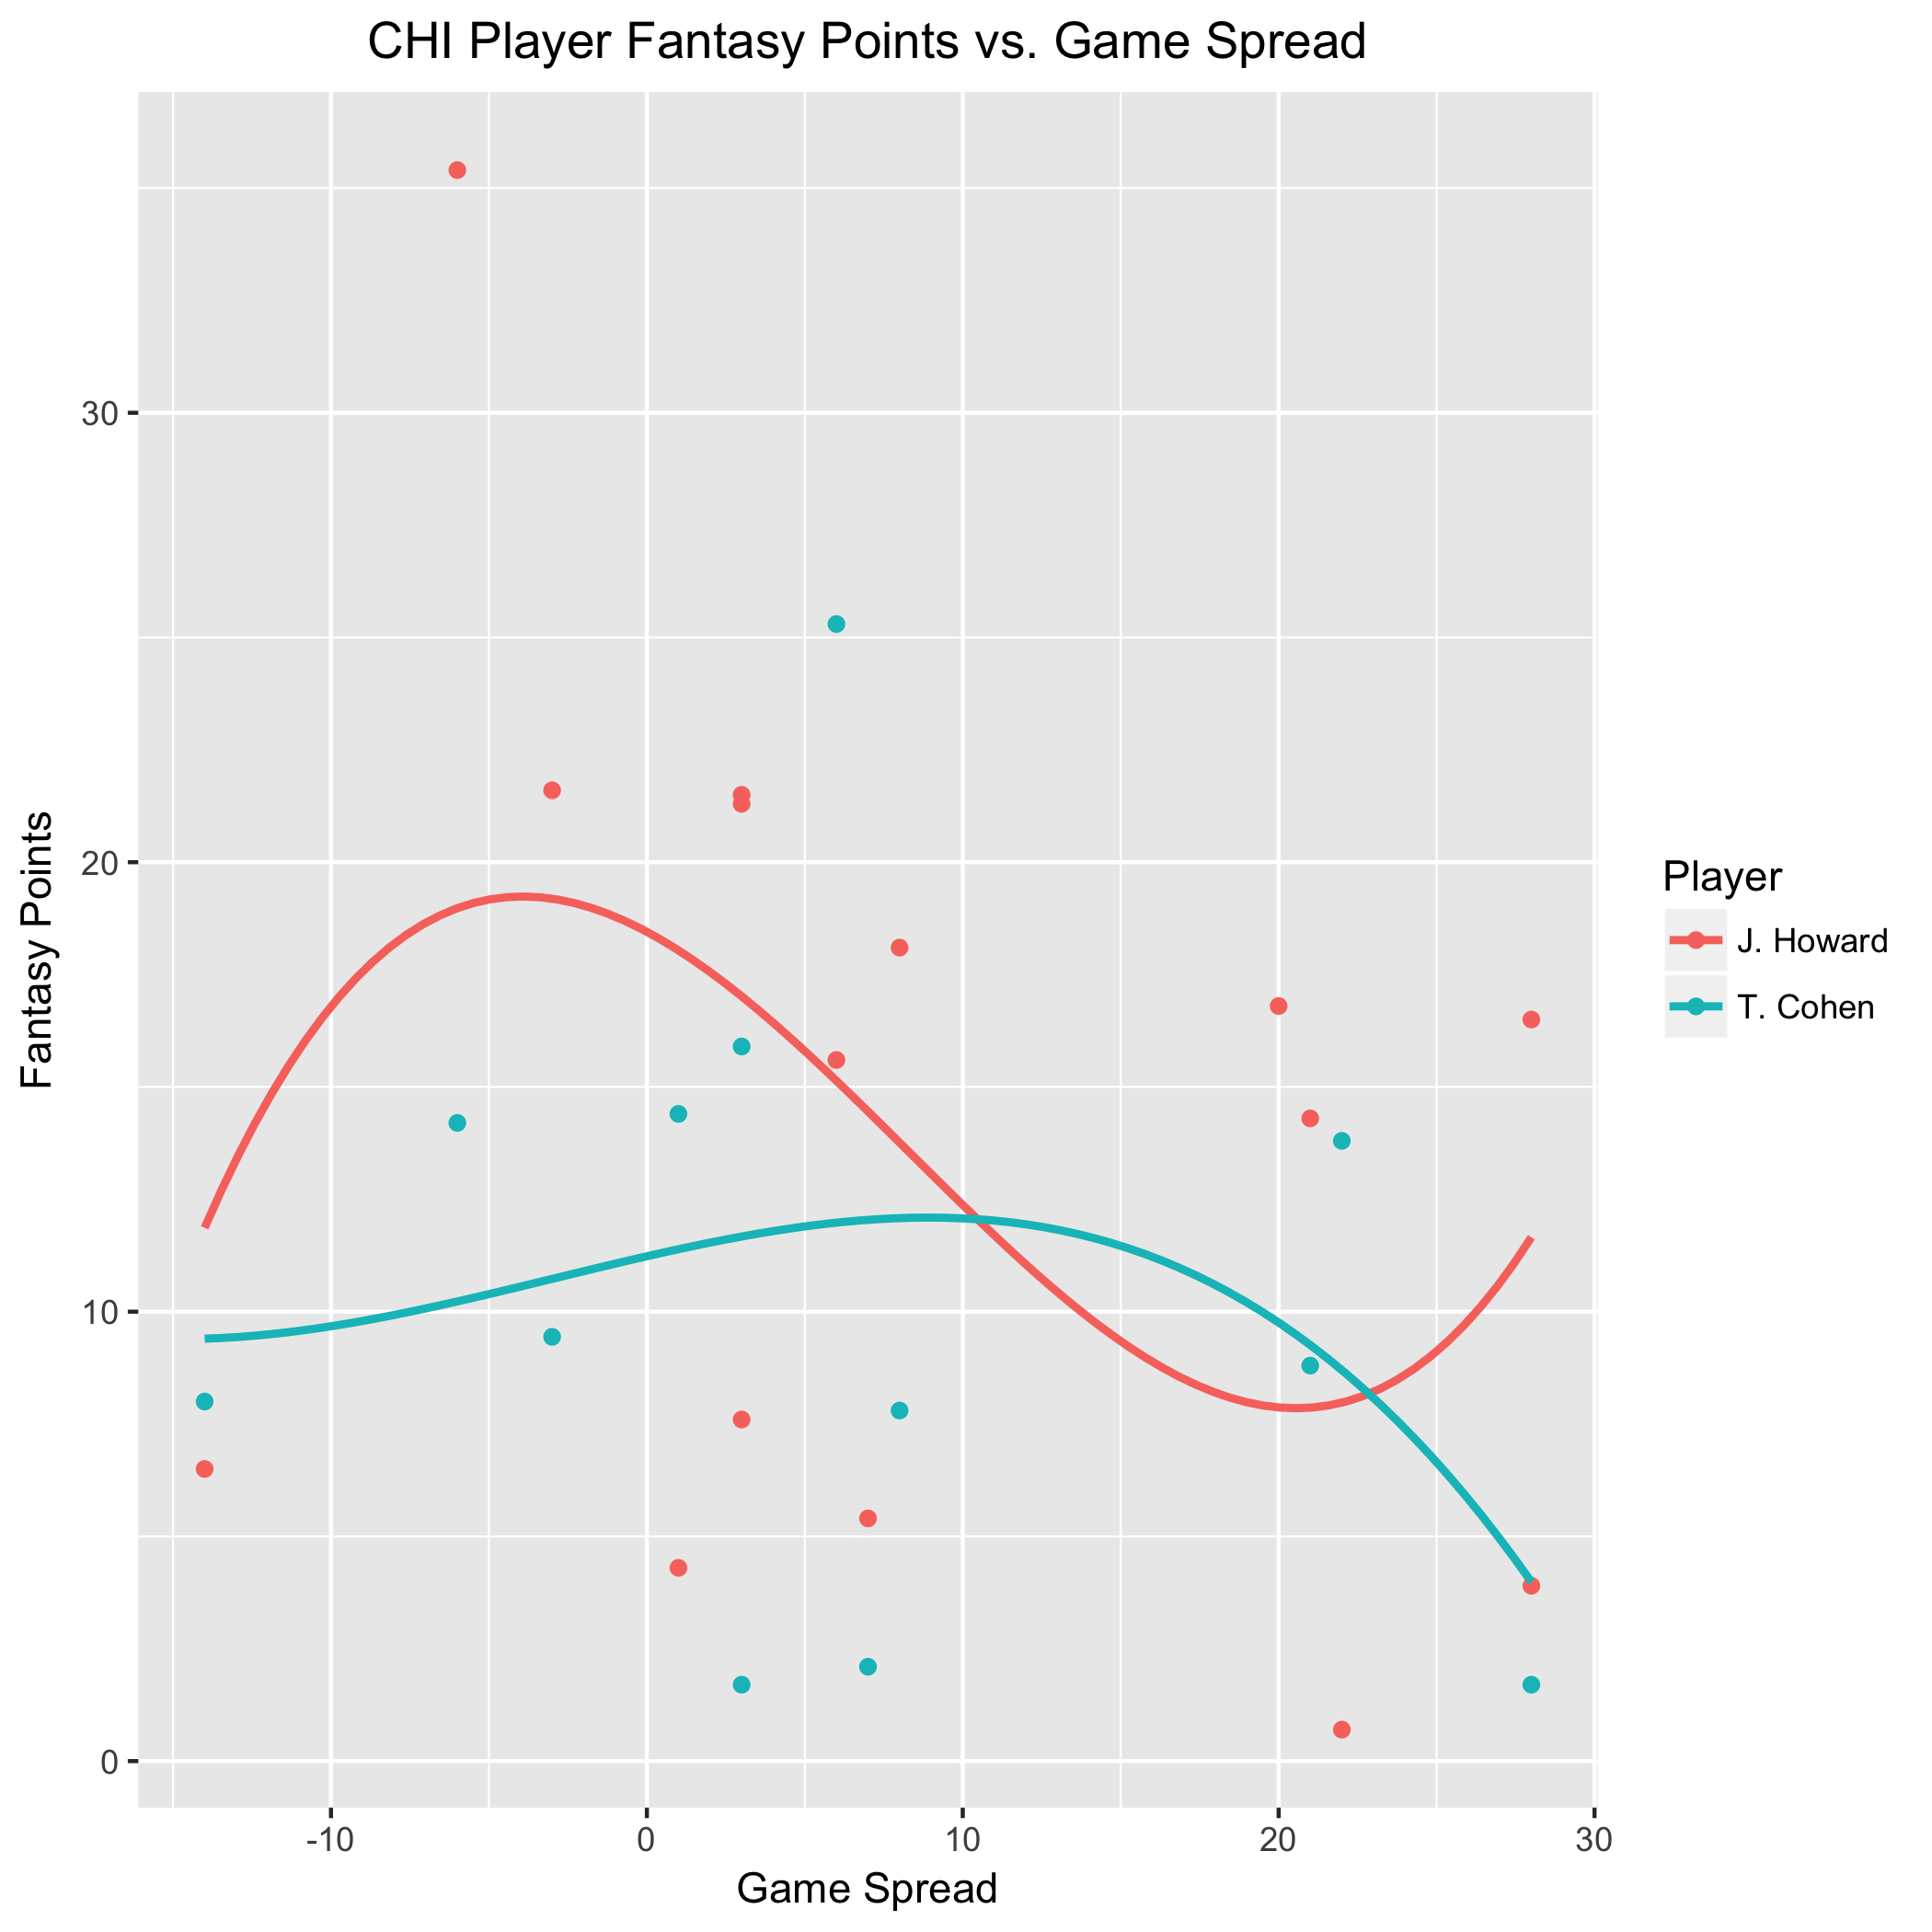 CHI Player Fantasy Points vs. Game Spread
Fantasy Points
30
20
10
0
-10
0
10
20
30
Game Spread
Player
J. Howard
T. Cohen